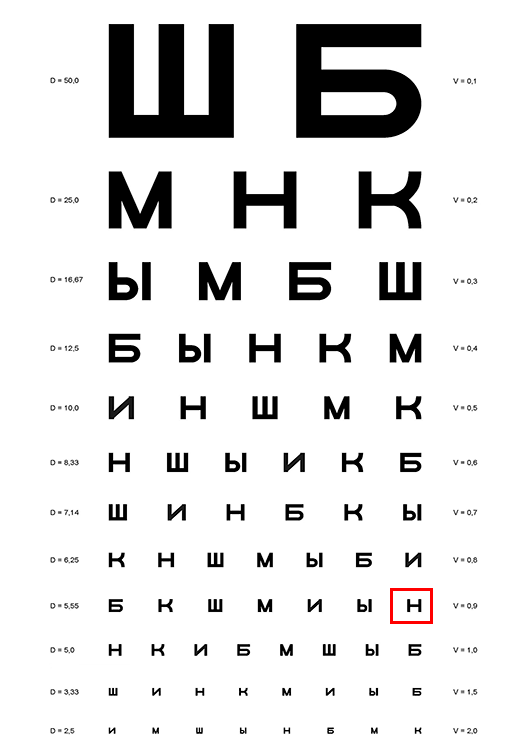 D = 50,0 Ш Б V = 0,1
D = 25,0 М Н К V = 0,2
D = 16,67 Ы М Б Ш V = 0,3
D = 12,5 Б Ы Н К М V = 0,4
D = 10,0 И Н Ш М К V = 0,5
D = 8,33 Н Ш Ы И К Б V = 0,6
D = 7,14 Ш И Н Б К Ы V = 0,7
D = 6,25 К Н Ш М Ы Б И V = 0,8
D = 5,55 Б К Ш М И Ы Н V = 0,9
D = 5,0 Н К И Б М Ш Ы Б V = 1,0
D = 3,33 Ш И Н К М И Ы Б V = 1,5
D = 2,5 И М Ш Ы Н Б М К V = 2,0